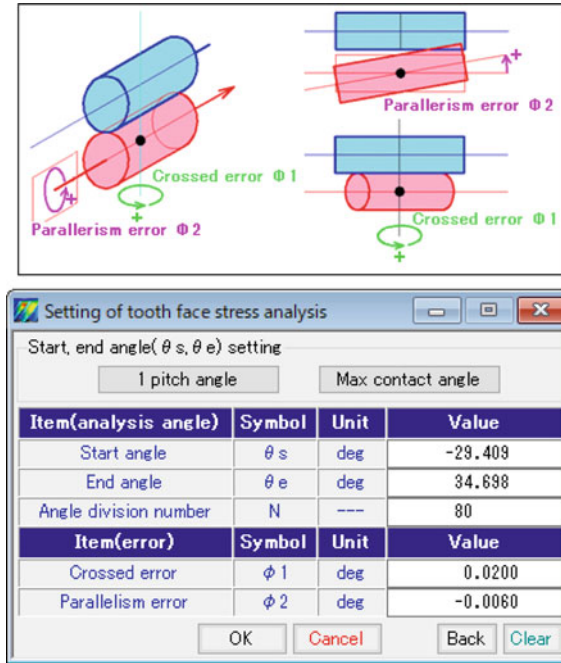 Crossed error Φ1
+
+
Parallerism error Φ2
+
Parallerism error Φ2
Crossed error Φ1
+
Setting of tooth face stress analysis
Start, end angle(θs,θe) setting
1 pitch angle Max contact angle
Item(analysis angle) Symbol Unit Value
Start angle θs deg -29.409
End angle θe deg 34.698
Angle division number N --- 80
Item(error) Symbol Unit Value
Crossed error φ1 deg 0.0200
Parallelism error φ2 deg -0.0060
OK Cancel Back Clear